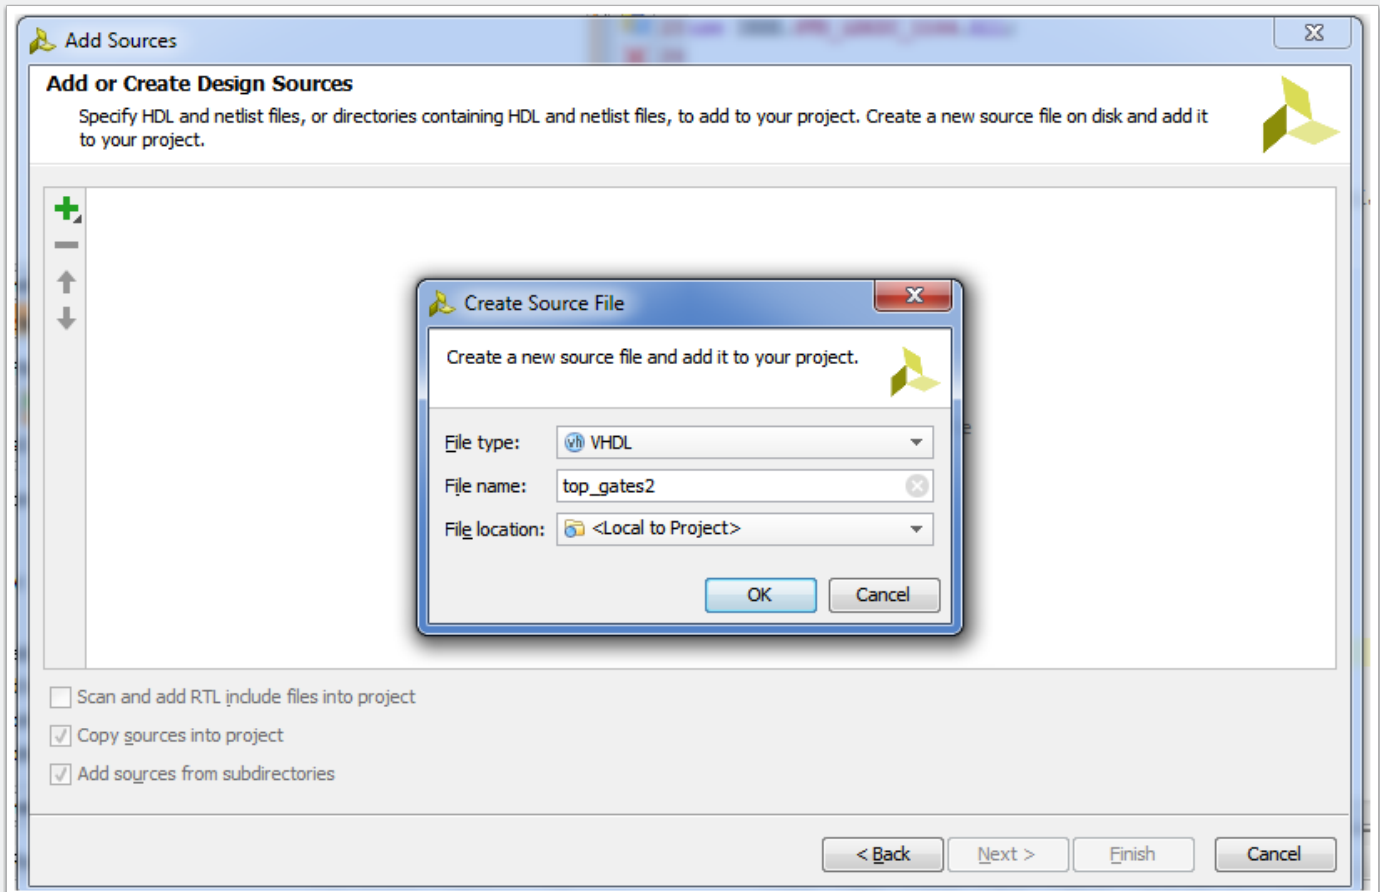 Add Sources
Add or Create Design Sources
Specify HDL and netlist files, or directories containing HDL and netlist files, to add to your project. Create a new source file on disk and add it
to your project.
Create Source File
Create a new source file and add it to your project.
File type:
vh VHDL
File name:
top_gates2
File location:
<Local to Project>
OK
Cancel
Scan and add RTL include files into project
Copy sources into project
Add sources from subdirectories
< Back
Next >
Finish
Cancel